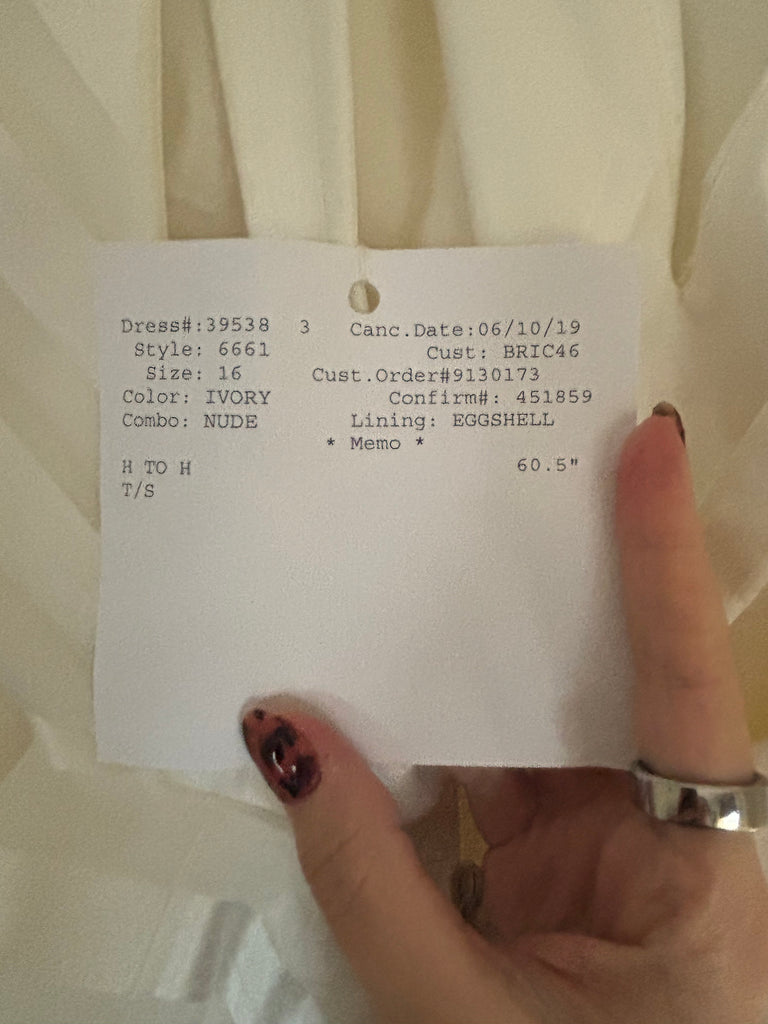 Dress#:39538 3 Canc.Date:06/10/19
Style: 6661 Cust: BRIC46
Size: 16 Cust.Order#9130173
Color: IVORY Confirm#: 451859
Combo: NUDE Lining: EGGSHELL
* Memo *
H TO H 60.5"
T/S